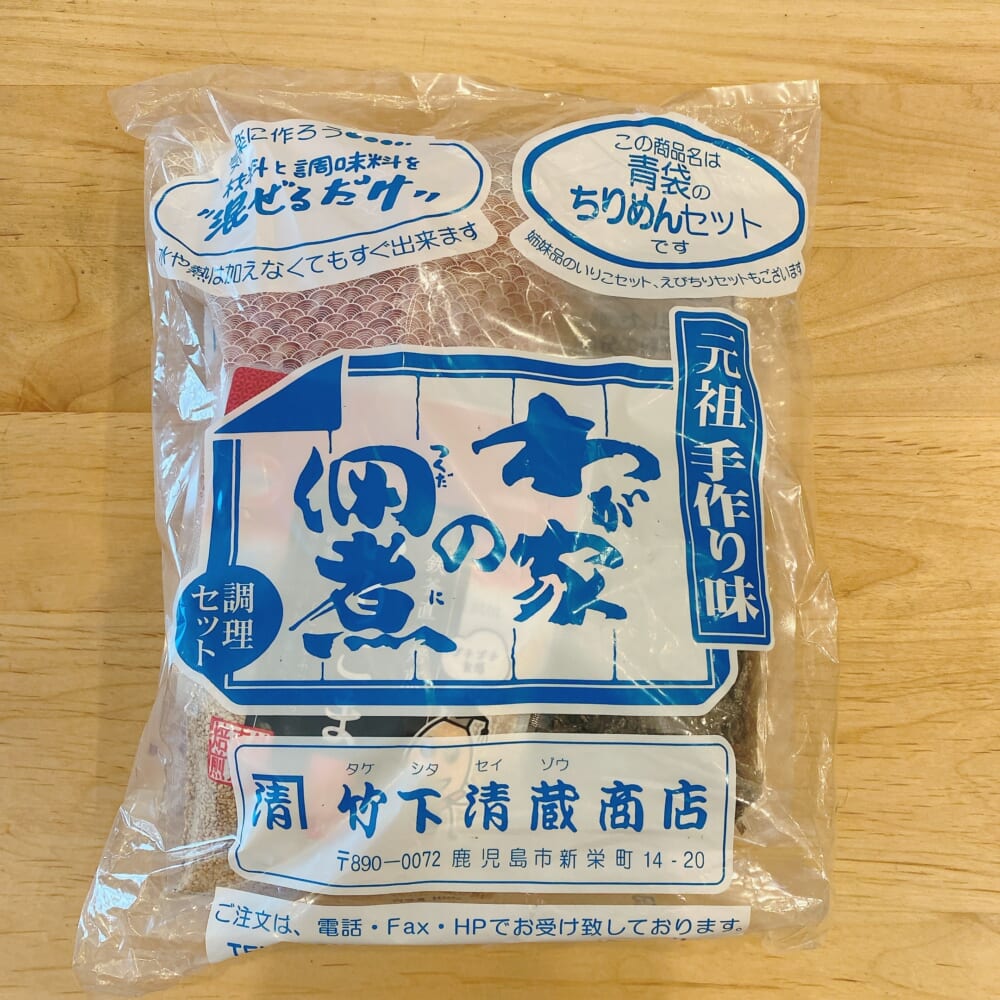 に作ろう
料と調味料を
"混ぜるだけ"
水や熱は加えなくてもすぐ出来ます
この商品名は
青袋の
ちりめんセット
です
姉妹品のいりこセット、えびちりセットもございます
元祖 手作り味
わが家
の
つくだに
佃煮
調理
セット
ごま
タケ シタ セイ ゾウ
清 竹下清蔵商店
〒890-0072 鹿児島市新栄町14-20
ご注文は、電話・Fax・HPでお受け致しております。